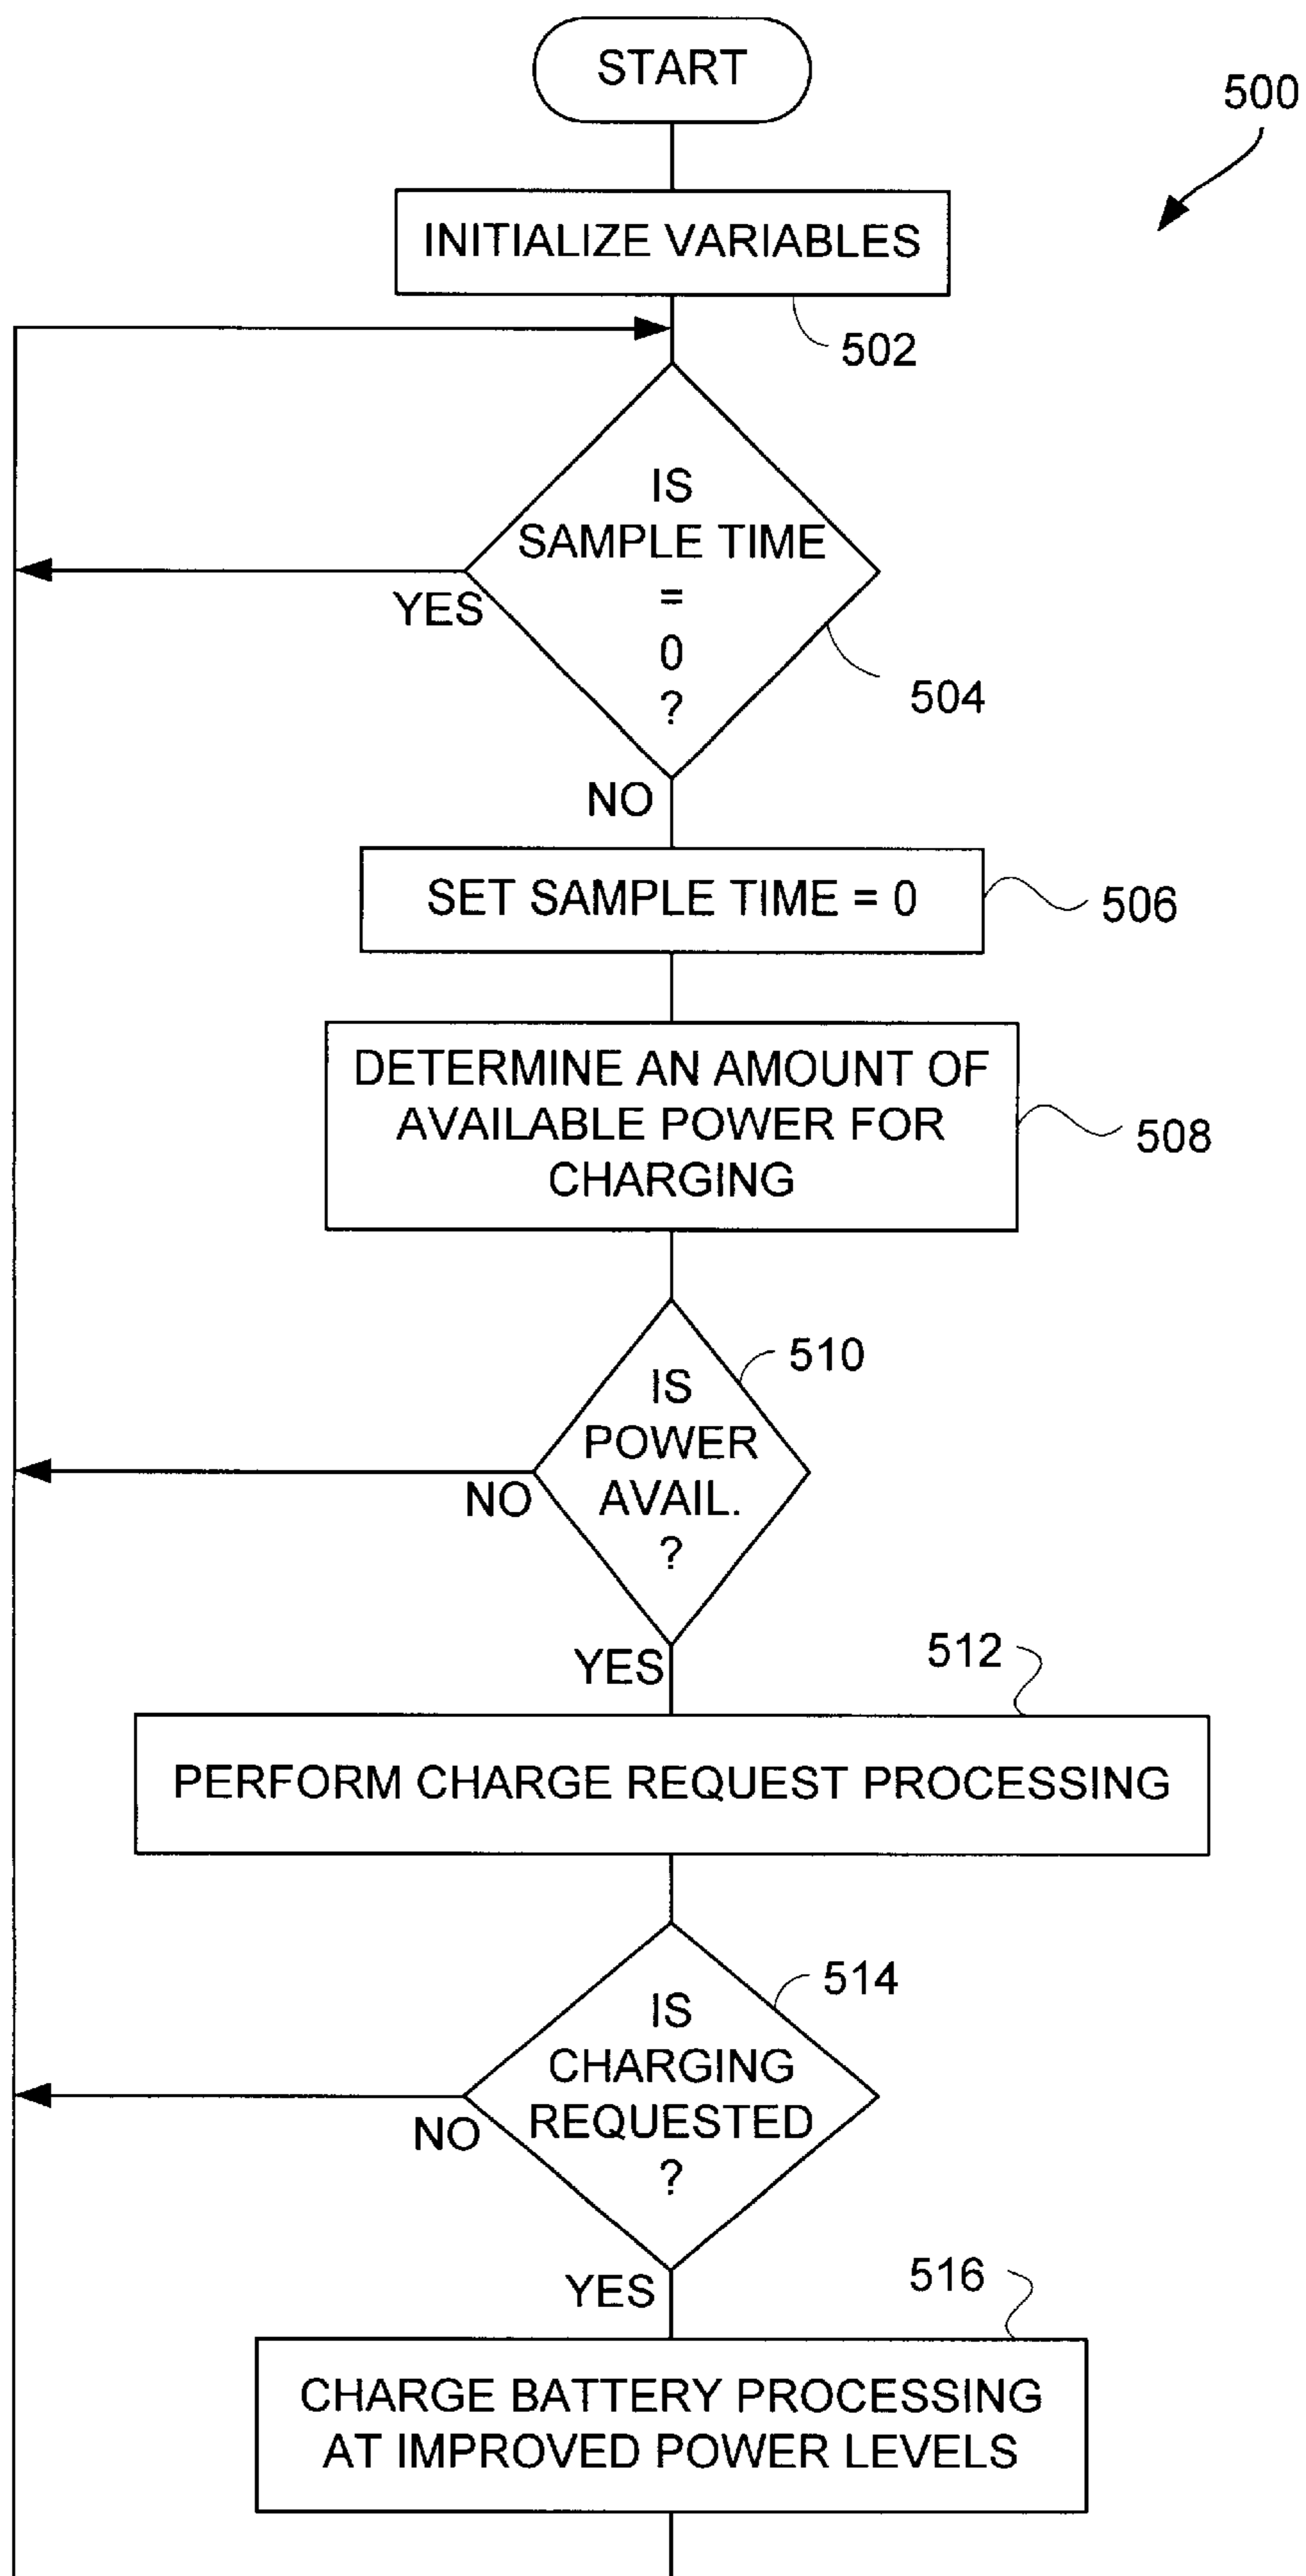 START
500
INITIALIZE VARIABLES
502
IS
SAMPLE TIME
=
0
?
YES
504
NO
SET SAMPLE TIME = 0
506
DETERMINE AN AMOUNT OF
AVAILABLE POWER FOR
CHARGING
508
510
IS
POWER
AVAIL.
?
NO
YES
512
PERFORM CHARGE REQUEST PROCESSING
514
IS
CHARGING
REQUESTED
?
NO
YES
516
CHARGE BATTERY PROCESSING
AT IMPROVED POWER LEVELS